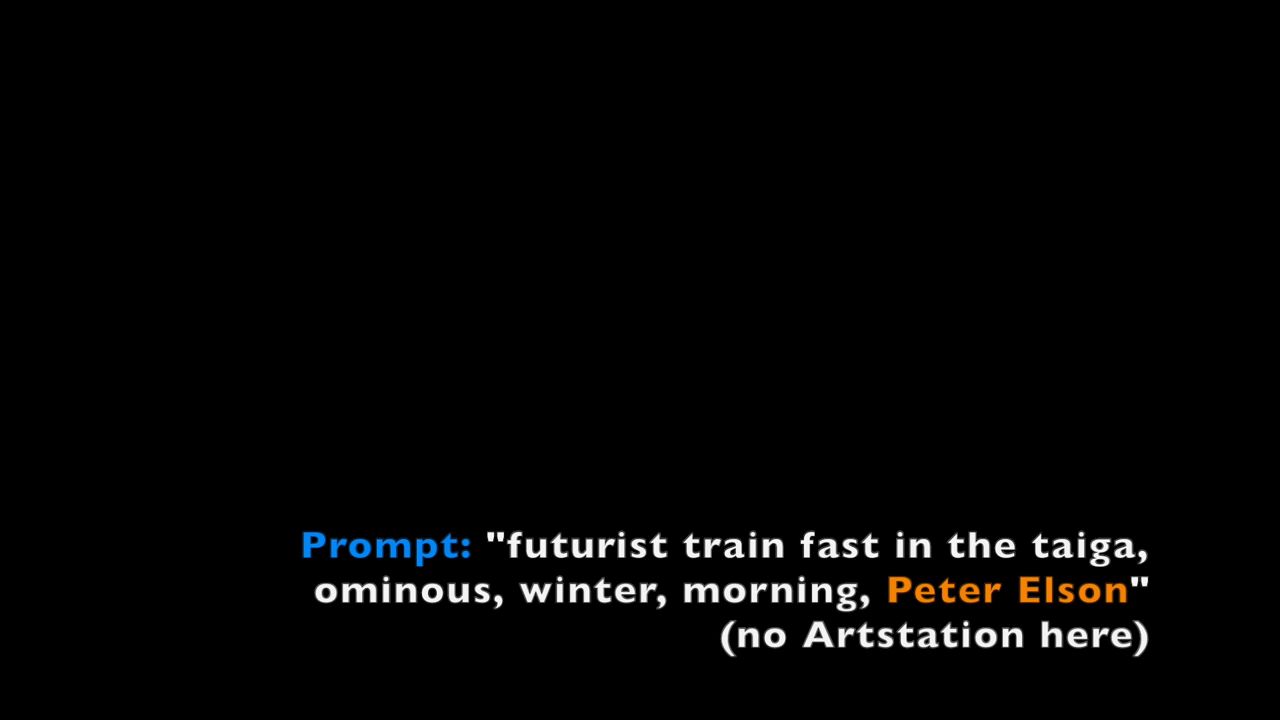 Prompt: "futurist train fast in the taiga,
ominous, winter, morning, Peter Elson"
(no Artstation here)